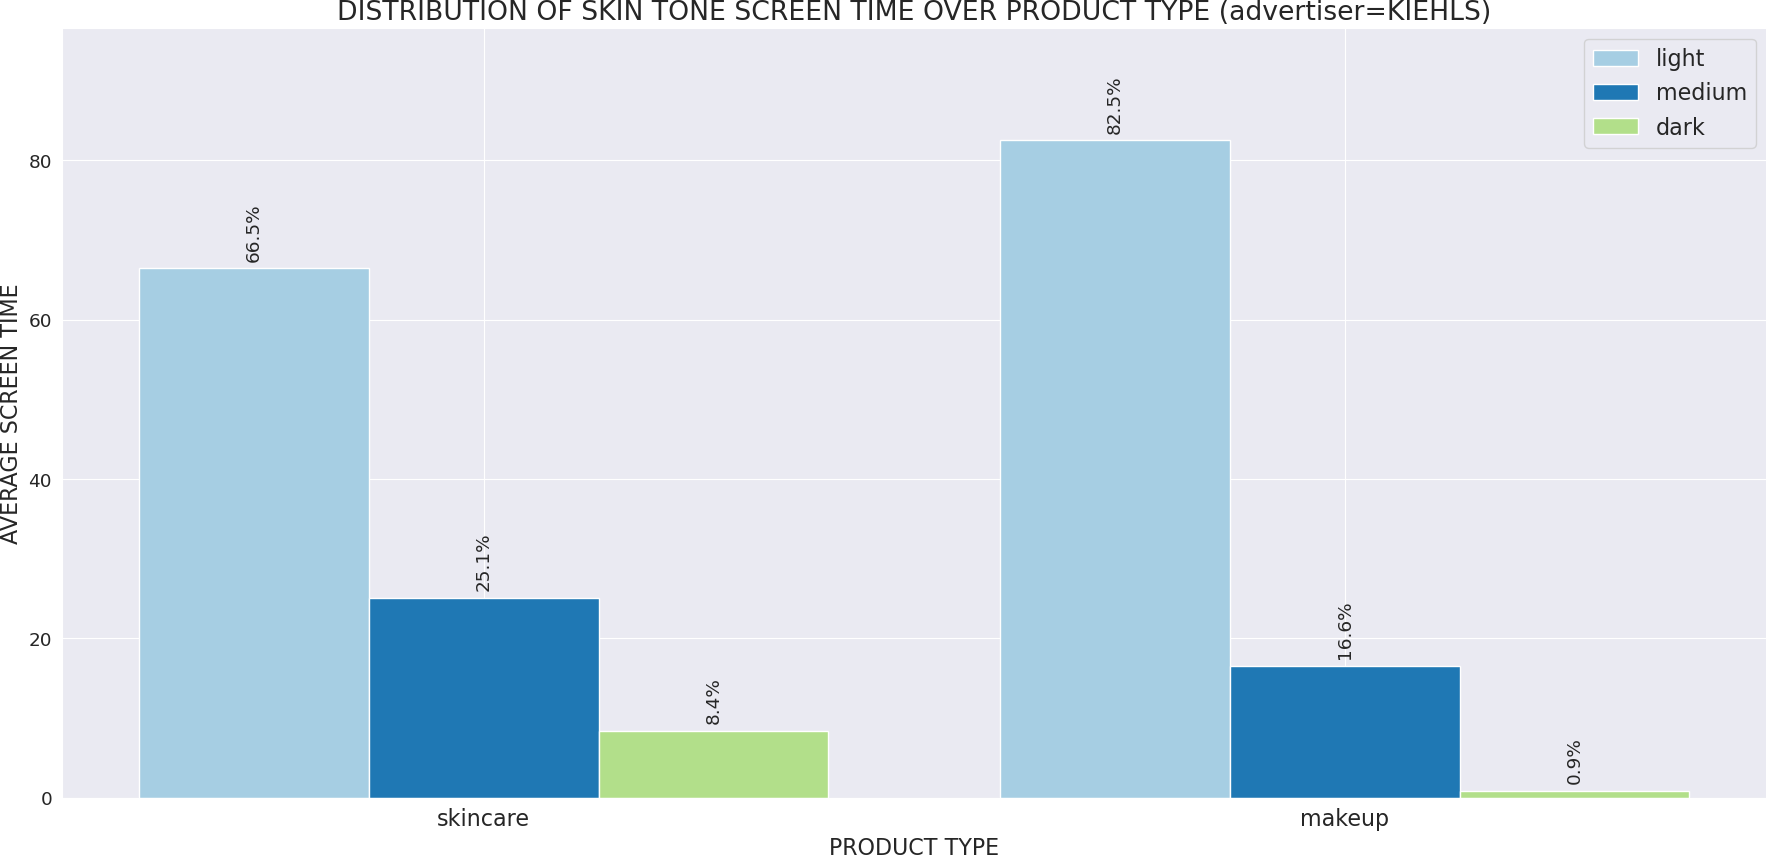 DISTRIBUTION OF SKIN TONE SCREEN TIME OVER PRODUCT TYPE (advertiser=KIEHLS)
light
medium
dark
AVERAGE SCREEN TIME
80
60
40
20
0
66.5%
25.1%
8.4%
82.5%
16.6%
0.9%
skincare
makeup
PRODUCT TYPE